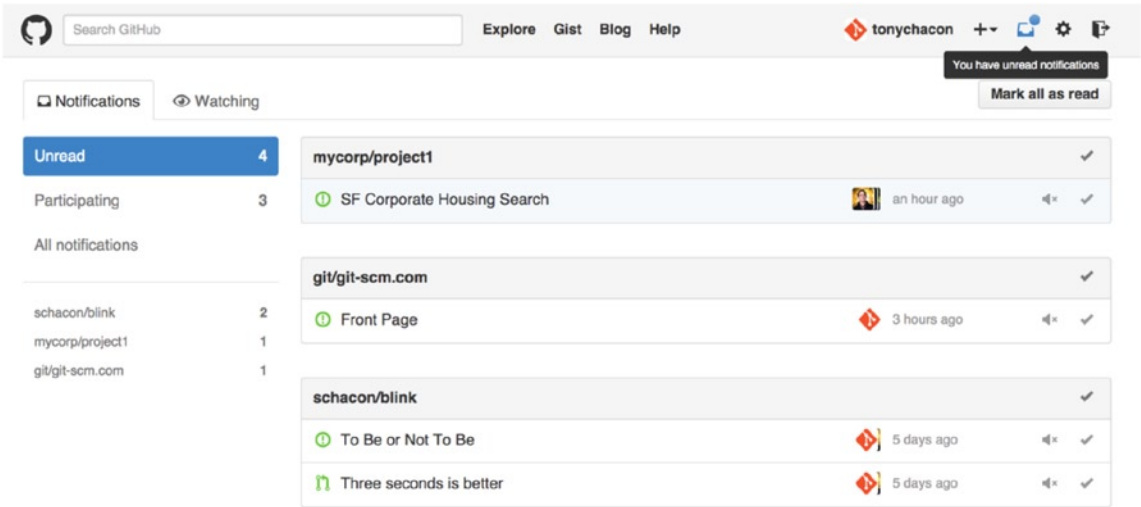 Search GitHub Explore Gist Blog Help tonychacon
You have unread notifications
Notifications Watching Mark all as read
Unread 4
Participating 3
All notifications
schacon/blink 2
mycorp/project1 1
git/git-scm.com 1
mycorp/project1
SF Corporate Housing Search an hour ago
git/git-scm.com
Front Page 3 hours ago
schacon/blink
To Be or Not To Be 5 days ago
Three seconds is better 5 days ago